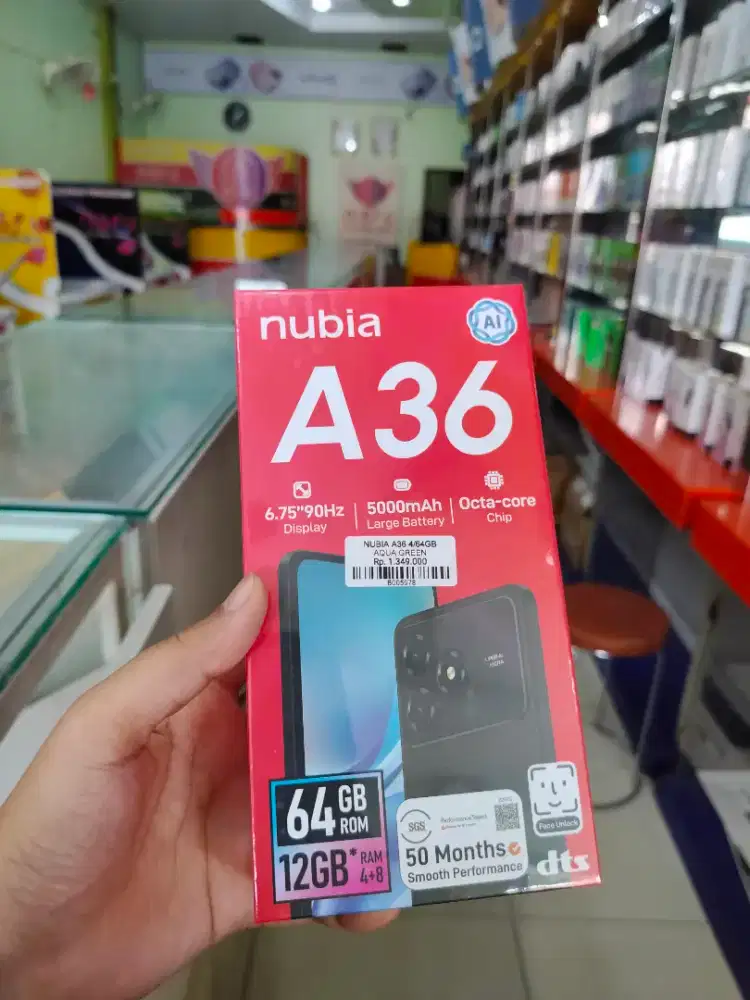 nubia
AI
A36
6.75"90Hz
Display
5000mAh
Large Battery
Octa-core
Chip
NUBIA A36 4/64GB
AQUA GREEN
Rp. 1.349.000
64 GB
ROM
12GB* RAM
4+8
SGS
50 Months
Smooth Performance
Face Unlock
dts